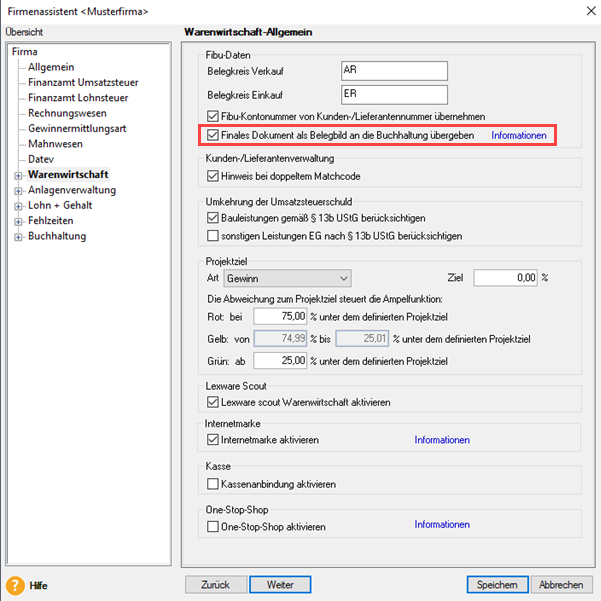 Firmenassistent <Musterfirma>
Übersicht
Firma
Allgemein
Finanzamt Umsatzsteuer
Finanzamt Lohnsteuer
Rechnungswesen
Gewinnermittlungsart
Mahnwesen
Datev
Warenwirtschaft
Anlagenverwaltung
Lohn + Gehalt
Fehlzeiten
Buchhaltung
Warenwirtschaft-Allgemein
Fibu-Daten
Belegkreis Verkauf AR
Belegkreis Einkauf ER
Fibu-Kontonummer von Kunden-/Lieferantennummer übernehmen
Finales Dokument als Belegbild an die Buchhaltung übergeben Informationen
Kunden-/Lieferantenverwaltung
Hinweis bei doppeltem Matchcode
Umkehrung der Umsatzsteuerschuld
Bauleistungen gemäß § 13b UStG berücksichtigen
sonstigen Leistungen EG nach § 13b UStG berücksichtigen
Projektziel
Art Gewinn Ziel 0,00 %
Die Abweichung zum Projektziel steuert die Ampelfunktion:
Rot: bei 75,00 % unter dem definierten Projektziel
Gelb: von 74,99 % bis 25,01 % unter dem definierten Projektziel
Grün: ab 25,00 % unter dem definierten Projektziel
Lexware Scout
Lexware scout Warenwirtschaft aktivieren
Internetmarke
Internetmarke aktivieren Informationen
Kasse
Kassenanbindung aktivieren
One-Stop-Shop
One-Stop-Shop aktivieren Informationen
? Hilfe Zurück Weiter Speichern Abbrechen